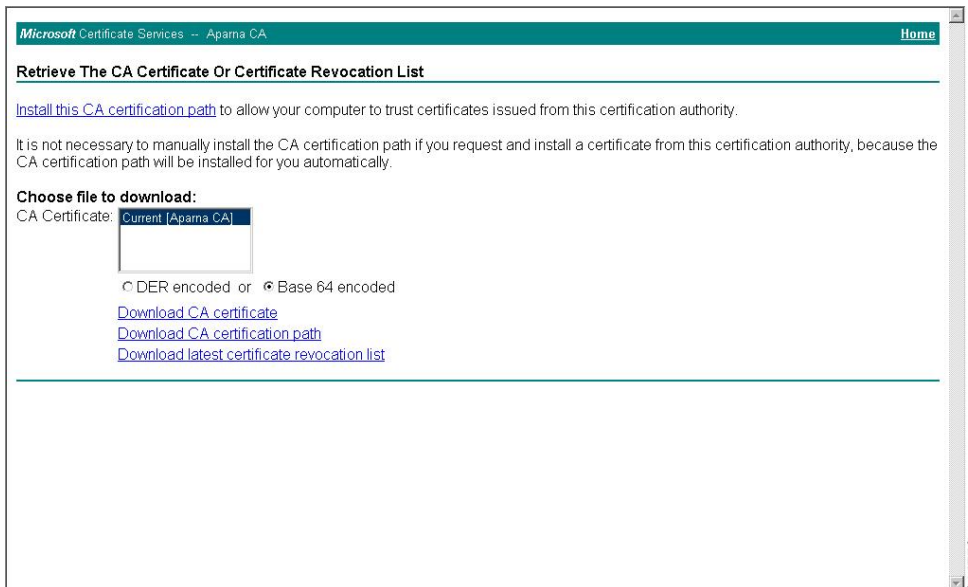 Microsoft Certificate Services -- Aparna CA Home
Retrieve The CA Certificate Or Certificate Revocation List
Install this CA certification path to allow your computer to trust certificates issued from this certification authority.
It is not necessary to manually install the CA certification path if you request and install a certificate from this certification authority, because the
CA certification path will be installed for you automatically.
Choose file to download:
CA Certificate: Current [Aparna CA]
DER encoded or Base 64 encoded
Download CA certificate
Download CA certification path
Download latest certificate revocation list